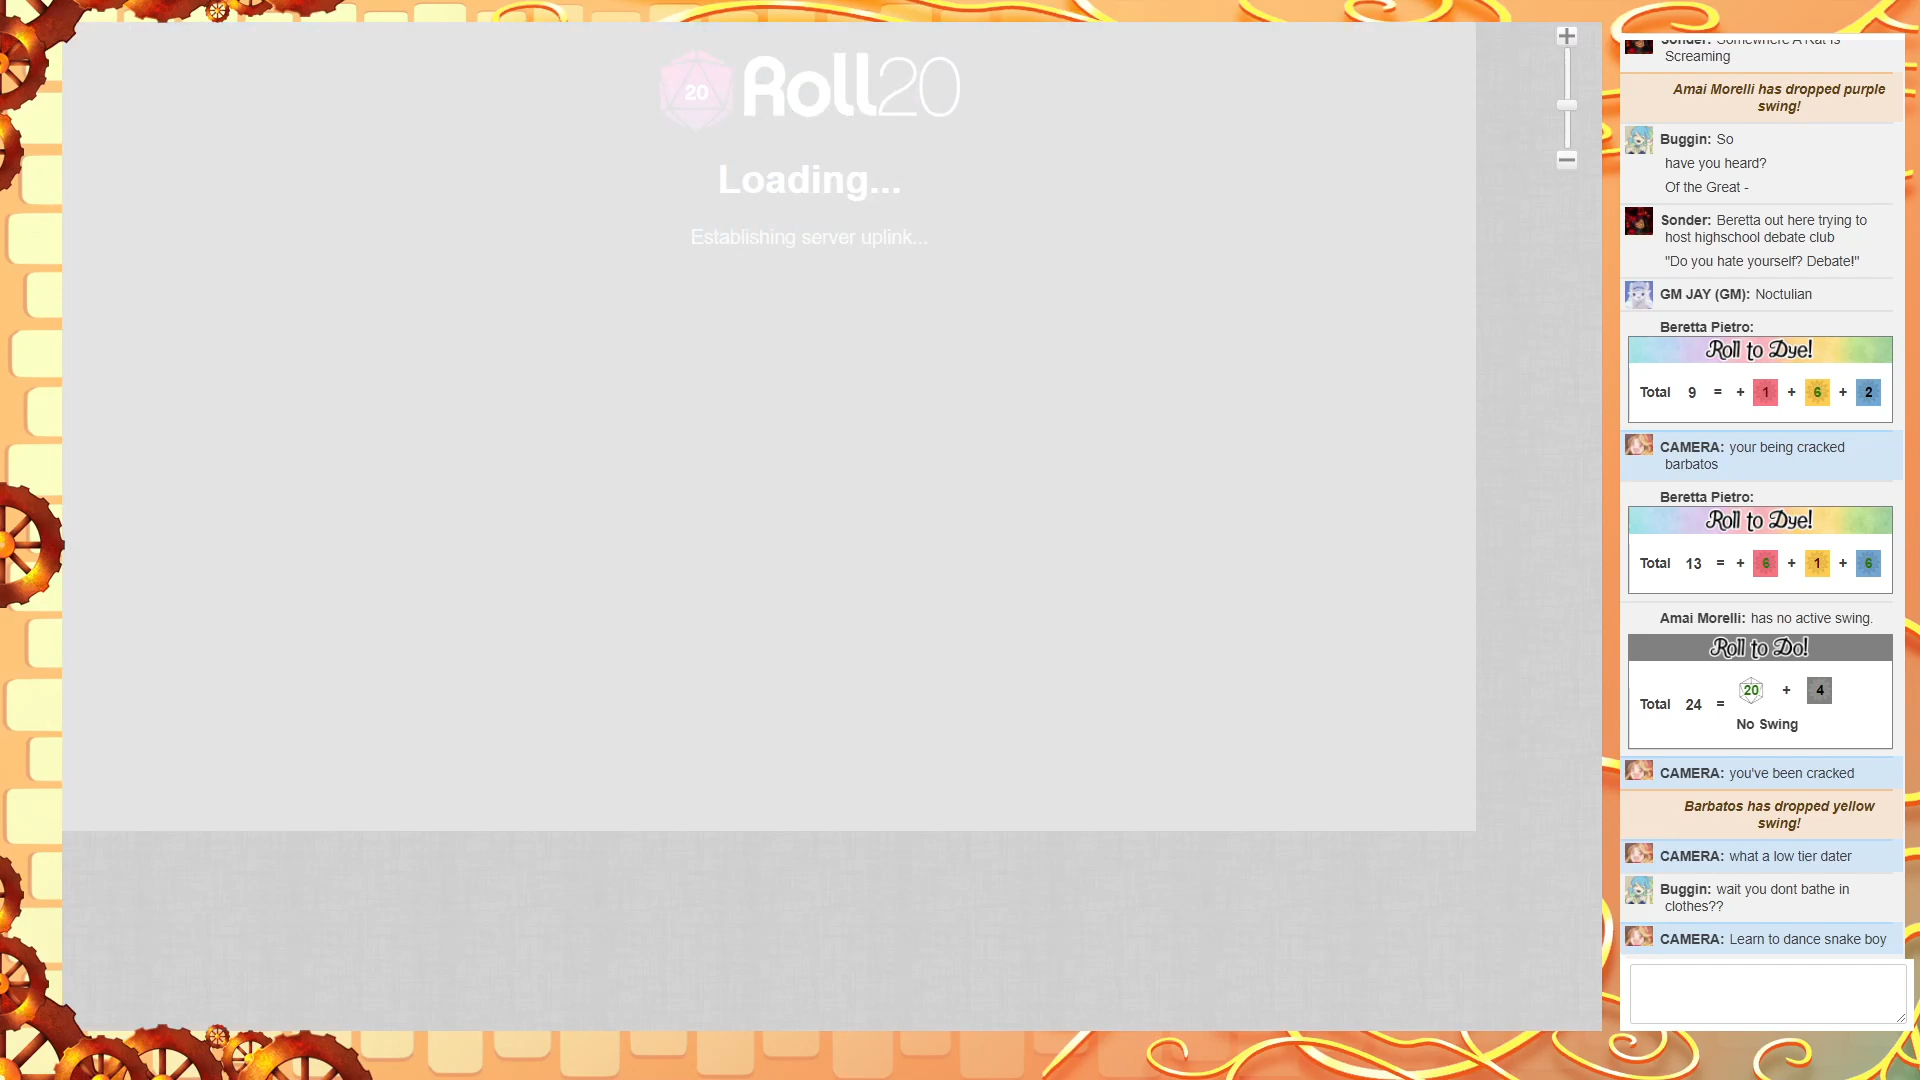 20 Roll20
Loading...
Establishing server uplink...
Sonder: Somewhere A Rat Is
Screaming
Amai Morelli has dropped purple
swing!
Buggin: So
have you heard?
Of the Great -
Sonder: Beretta out here trying to
host highschool debate club
"Do you hate yourself? Debate!"
GM JAY (GM): Noctulian
Beretta Pietro:
Roll to Dye!
Total 9 = + 1 + 6 + 2
CAMERA: your being cracked
barbatos
Beretta Pietro:
Roll to Dye!
Total 13 = + 6 + 1 + 6
Amai Morelli: has no active swing.
Roll to Do!
Total 24 = 20 + 4
No Swing
CAMERA: you've been cracked
Barbatos has dropped yellow
swing!
CAMERA: what a low tier dater
Buggin: wait you dont bathe in
clothes??
CAMERA: Learn to dance snake boy